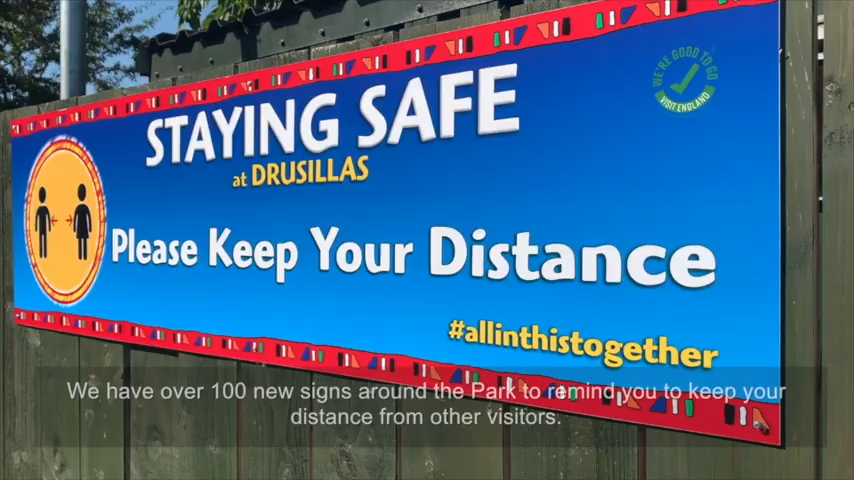 WE'RE GOOD TO GO
VISIT ENGLAND
STAYING SAFE
at DRUSILLAS
Please Keep Your Distance
#allinthistogether
We have over 100 new signs around the Park to remind you to keep your
distance from other visitors.